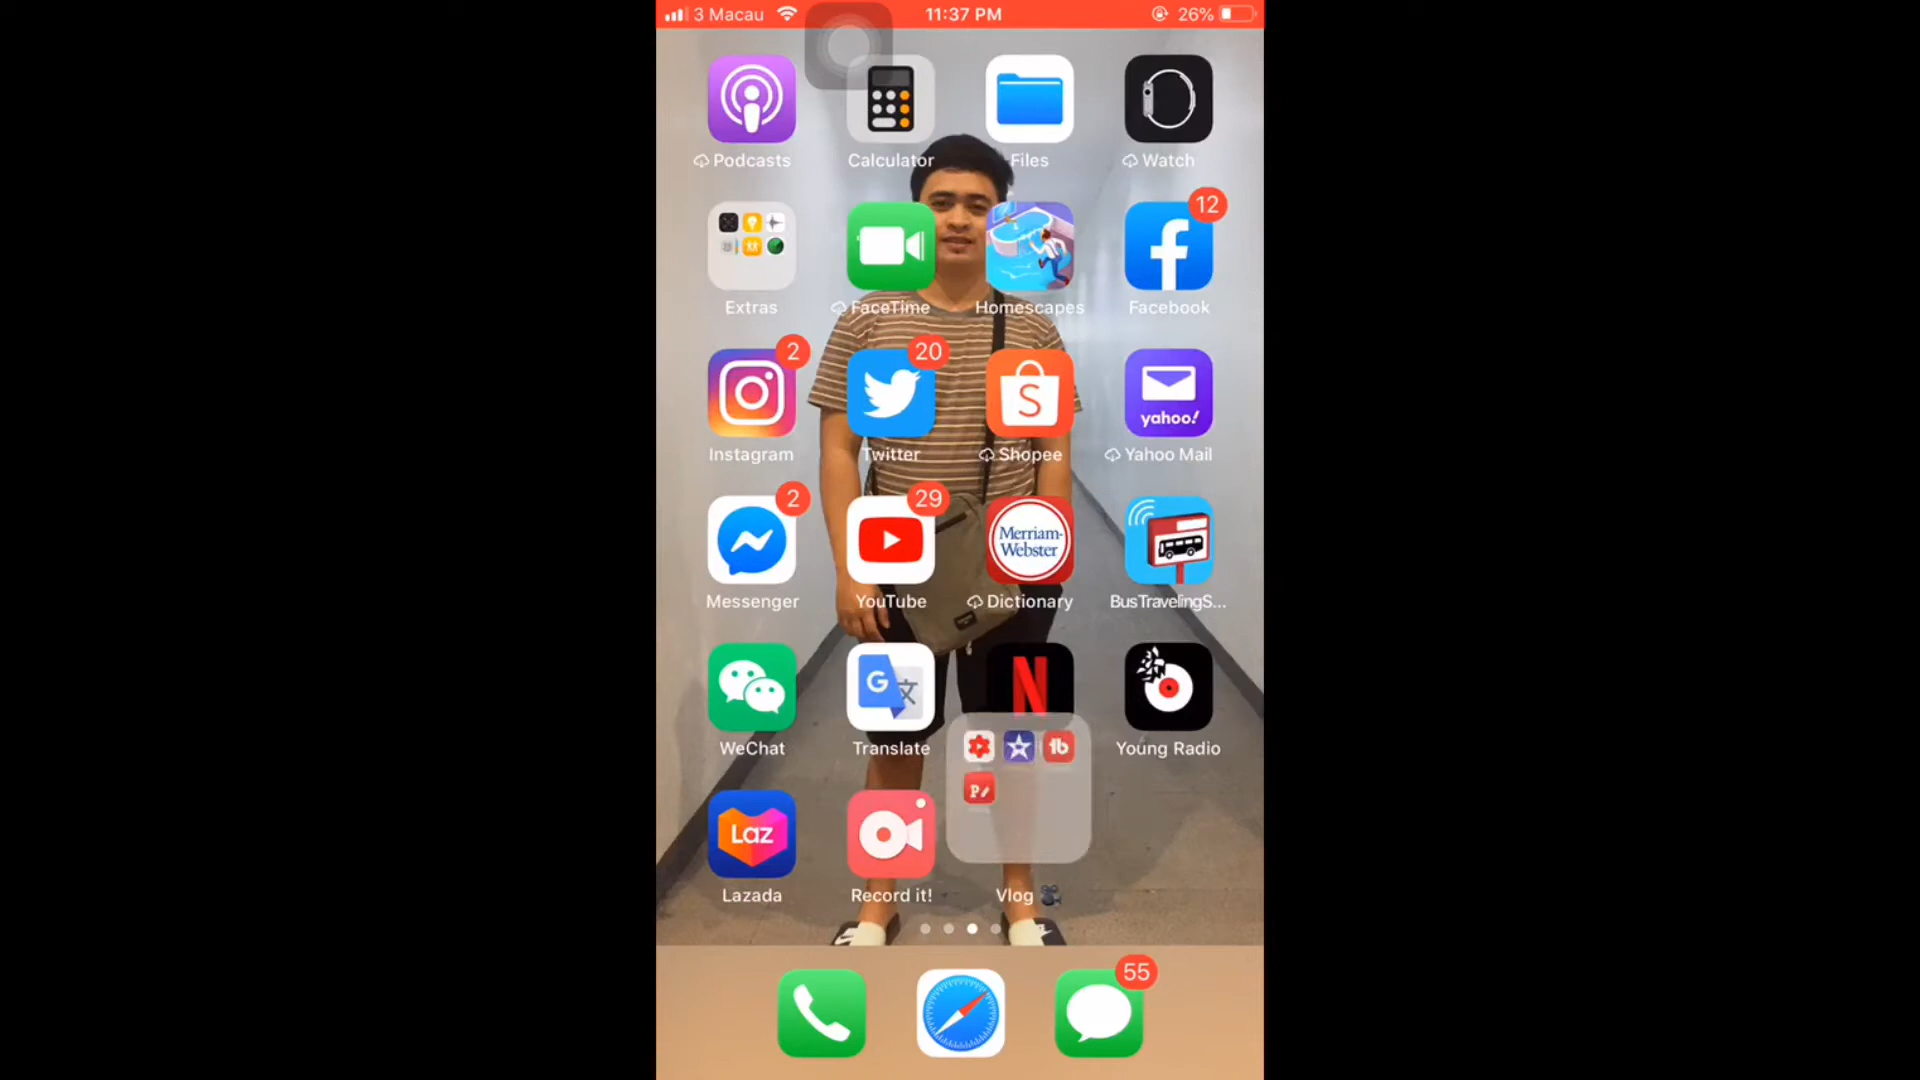 3 Macau 11:37 PM 26%
Podcasts Calculator Files Watch
12
Extras FaceTime Homescapes Facebook
2 20
S
yahoo!
Instagram Twitter Shopee Yahoo Mail
2 29
Merriam-
Webster
Messenger YouTube Dictionary BusTravelingS...
G 文
N
WeChat Translate Young Radio
tb
P
Laz
Lazada Record it! Vlog
55